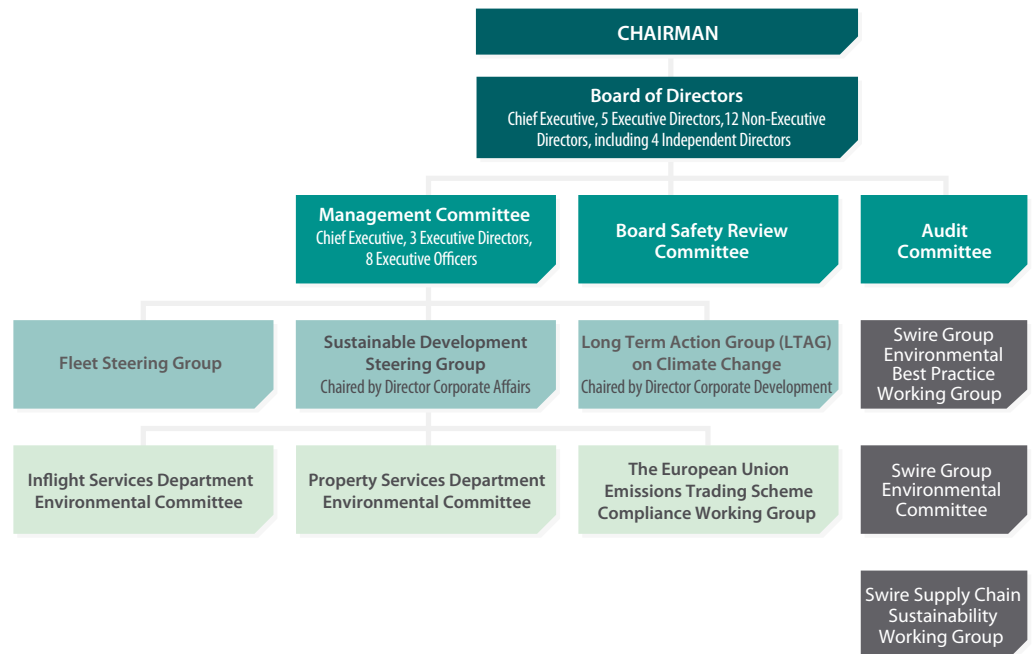 CHAIRMAN
Board of Directors
Chief Executive, 5 Executive Directors,12 Non-Executive
Directors, including 4 Independent Directors
Management Committee
Chief Executive, 3 Executive Directors,
8 Executive Officers
Board Safety Review
Committee
Audit
Committee
Fleet Steering Group
Sustainable Development
Steering Group
Chaired by Director Corporate Affairs
Long Term Action Group (LTAG)
on Climate Change
Chaired by Director Corporate Development
Swire Group
Environmental
Best Practice
Working Group
Inflight Services Department
Environmental Committee
Property Services Department
Environmental Committee
The European Union
Emissions Trading Scheme
Compliance Working Group
Swire Group
Environmental
Committee
Swire Supply Chain
Sustainability
Working Group